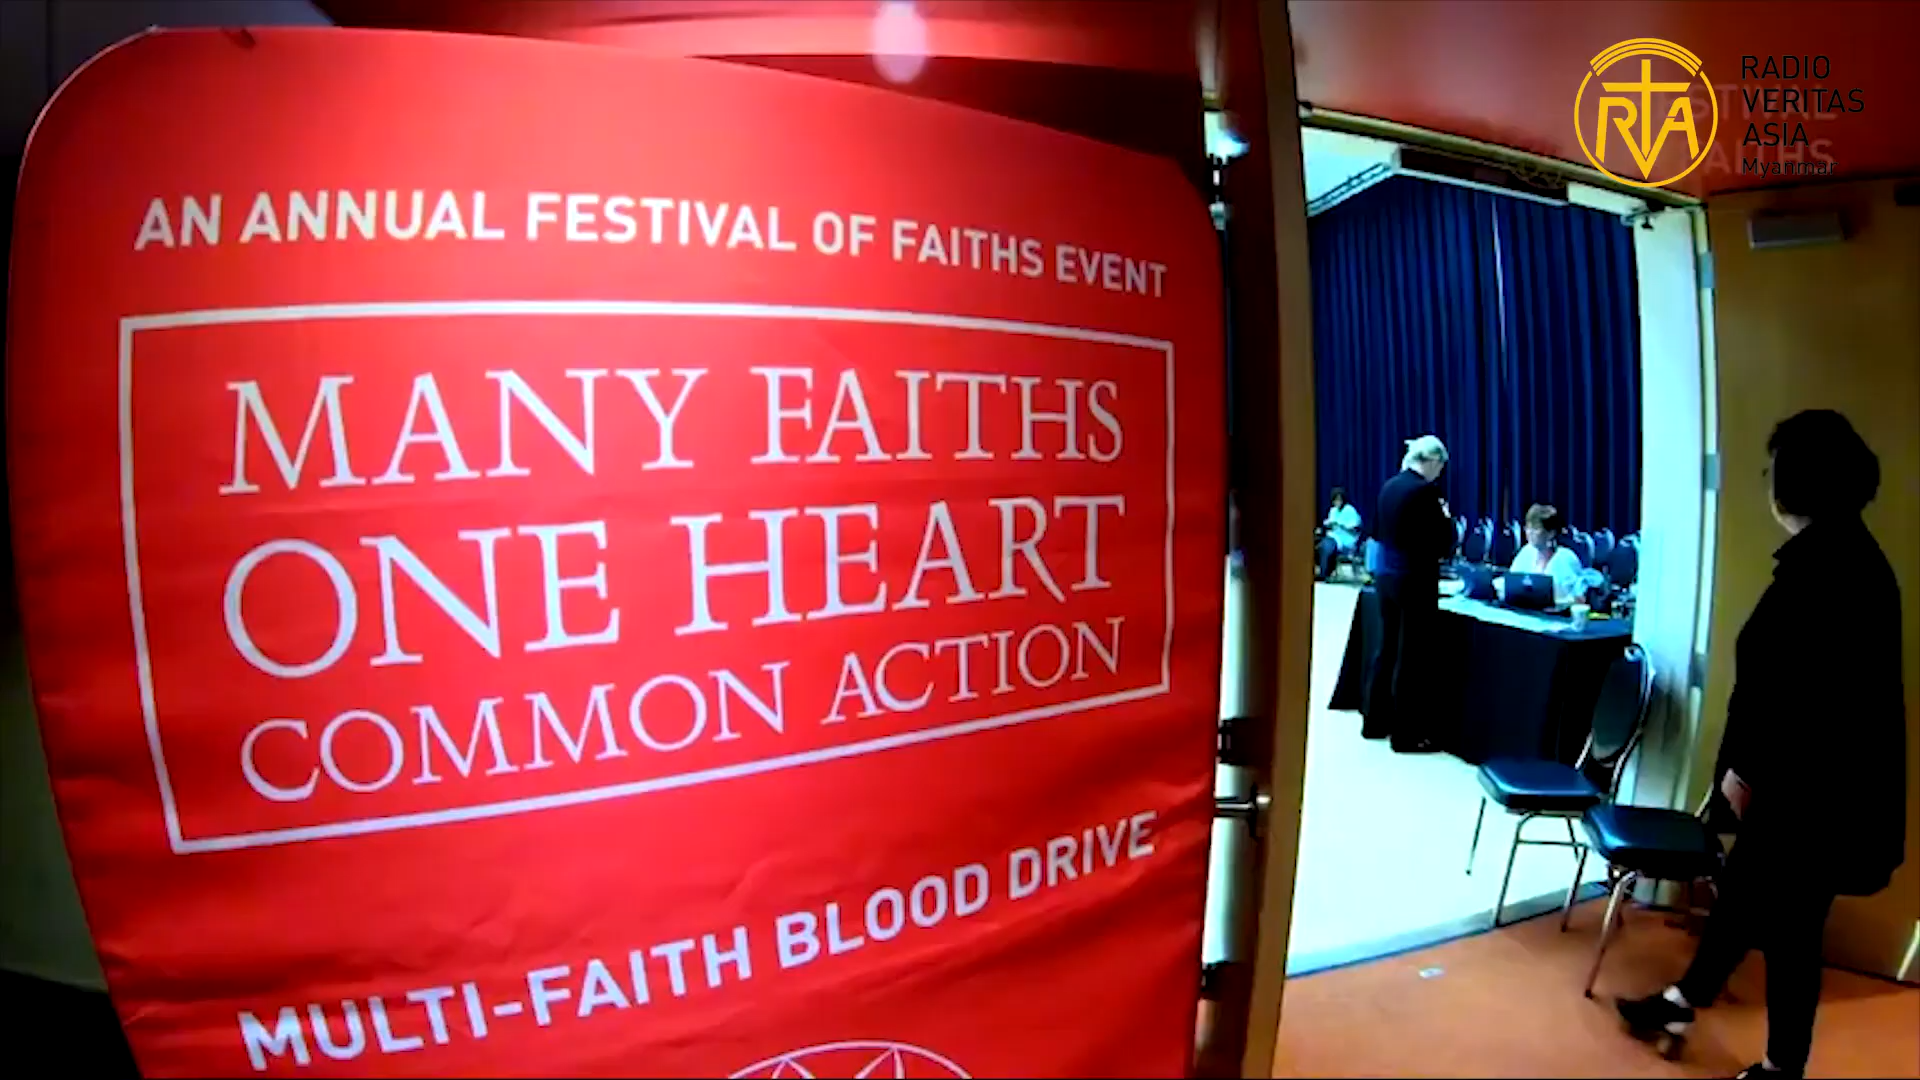 AN ANNUAL FESTIVAL OF FAITHS EVENT
MANY FAITHS
ONE HEART
COMMON ACTION
MULTI-FAITH BLOOD DRIVE
RTA
RADIO
VERITAS
ASIA
Myanmar